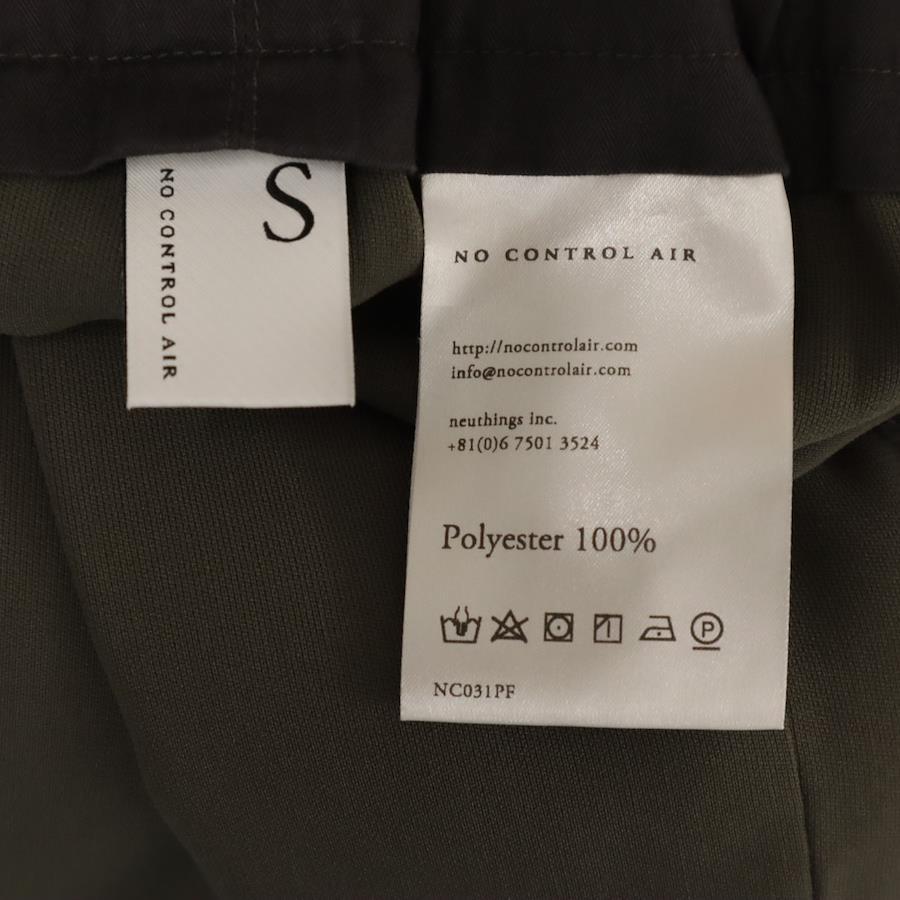 S
NO CONTROL AIR
NO CONTROL AIR
http://nocontrolair.com
info@nocontrolair.com
neuthings inc.
+81(0)6 7501 3524
Polyester 100%
P
NC031PF